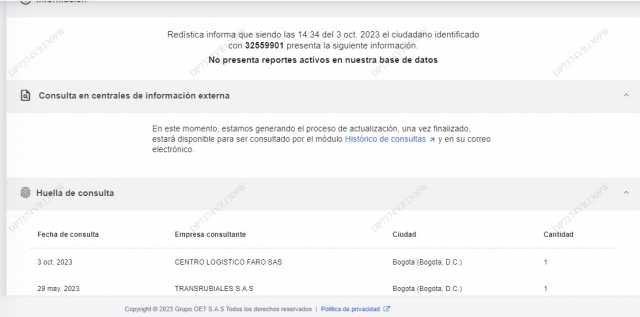 Información
Redística informa que siendo las 14:34 del 3 oct. 2023 el ciudadano identificado
con 32559901 presenta la siguiente información.
No presenta reportes activos en nuestra base de datos
Consulta en centrales de información externa
En este momento, estamos generando el proceso de actualización, una vez finalizado,
estará disponible para ser consultado por el módulo Histórico de consultas y en su correo
electrónico.
Huella de consulta
Fecha de consulta Empresa consultante Ciudad Cantidad
3 oct. 2023 CENTRO LOGISTICO FARO SAS Bogota (Bogota, D.C.) 1
29 may. 2023 TRANSRUBIALES S.A.S Bogota (Bogota, D.C.) 1
Copyright © 2023 Grupo OET S.A.S Todos los derechos reservados | Política de privacidad